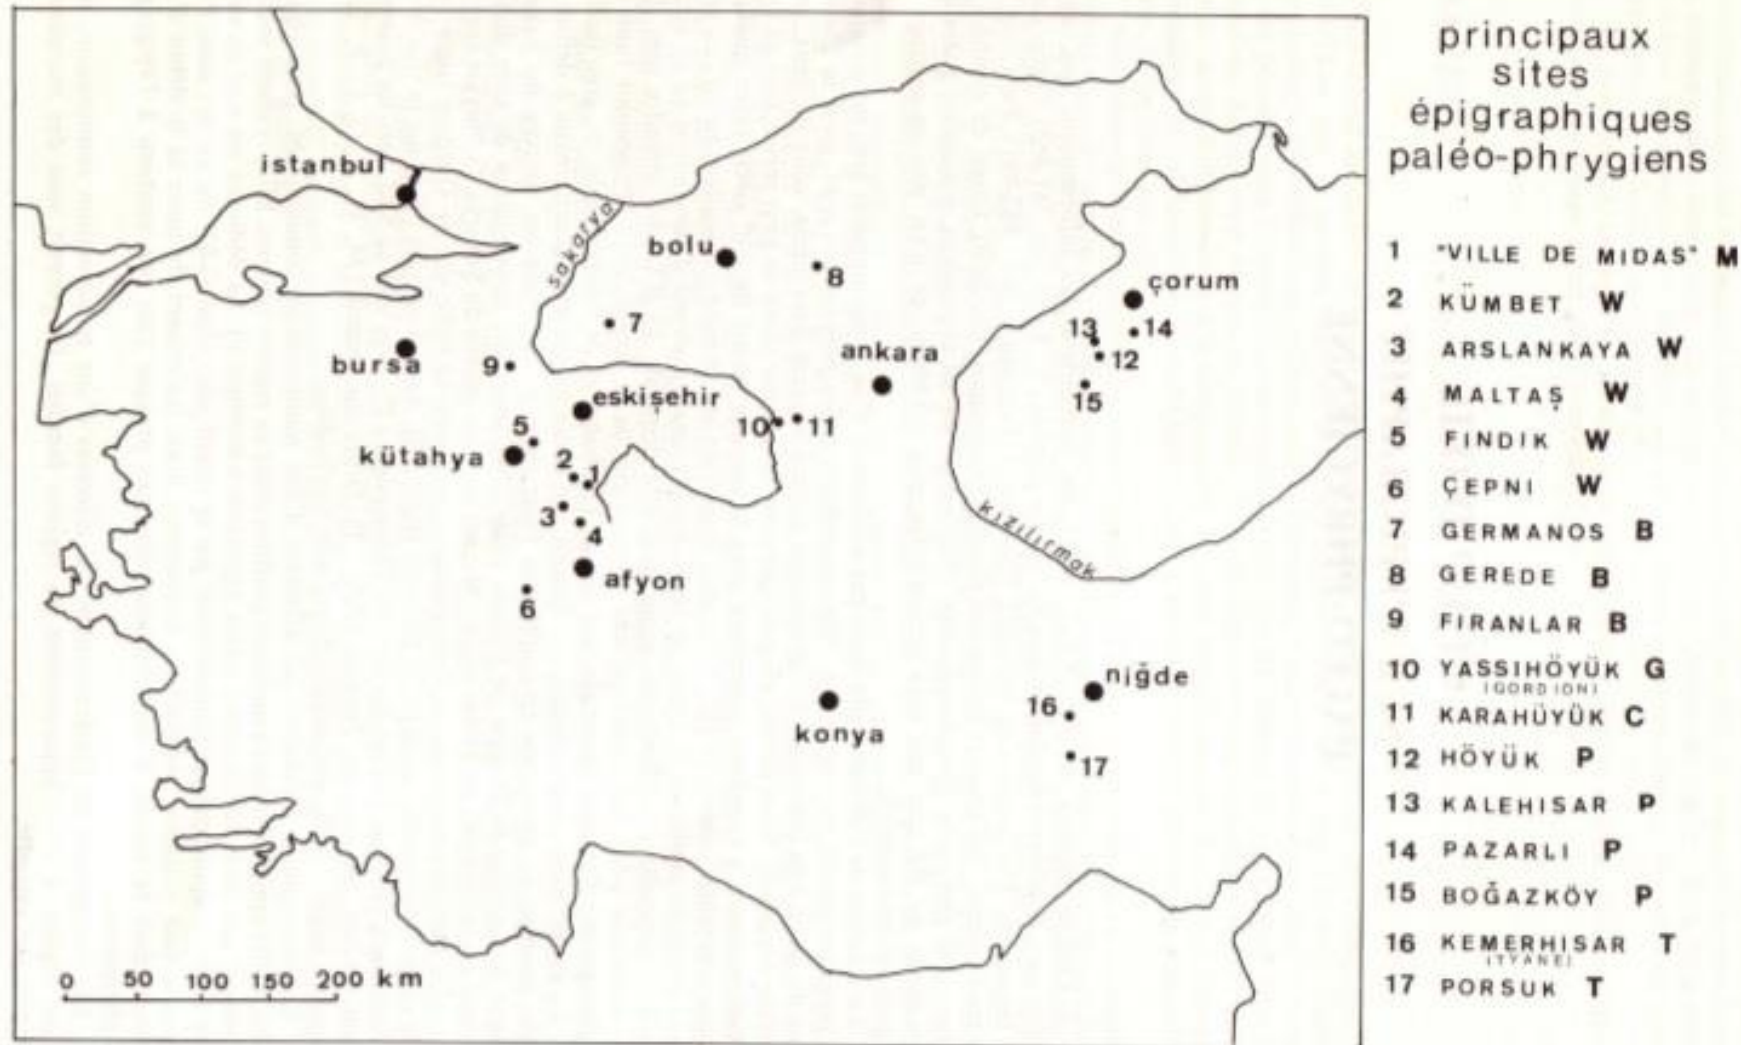 istanbul
sakarya
bolu
8
çorum
7
13
14
bursa
9
ankara
12
eskişehir
15
10
11
5
kütahya
2
1
3
4
kızılırmak
afyon
6
niğde
16
konya
17
0 50 100 150 200 km
principaux
sites
épigraphiques
paléo-phrygiens
1 "VILLE DE MIDAS" M
2 KÜMBET W
3 ARSLANKAYA W
4 MALTAŞ W
5 FINDIK W
6 ÇEPNI W
7 GERMANOS B
8 GEREDE B
9 FIRANLAR B
10 YASSIHÖYÜK G
(GORDION)
11 KARAHÜYÜK C
12 HÖYÜK P
13 KALEHISAR P
14 PAZARLI P
15 BOĞAZKÖY P
16 KEMERHISAR T
(TYANE)
17 PORSUK T